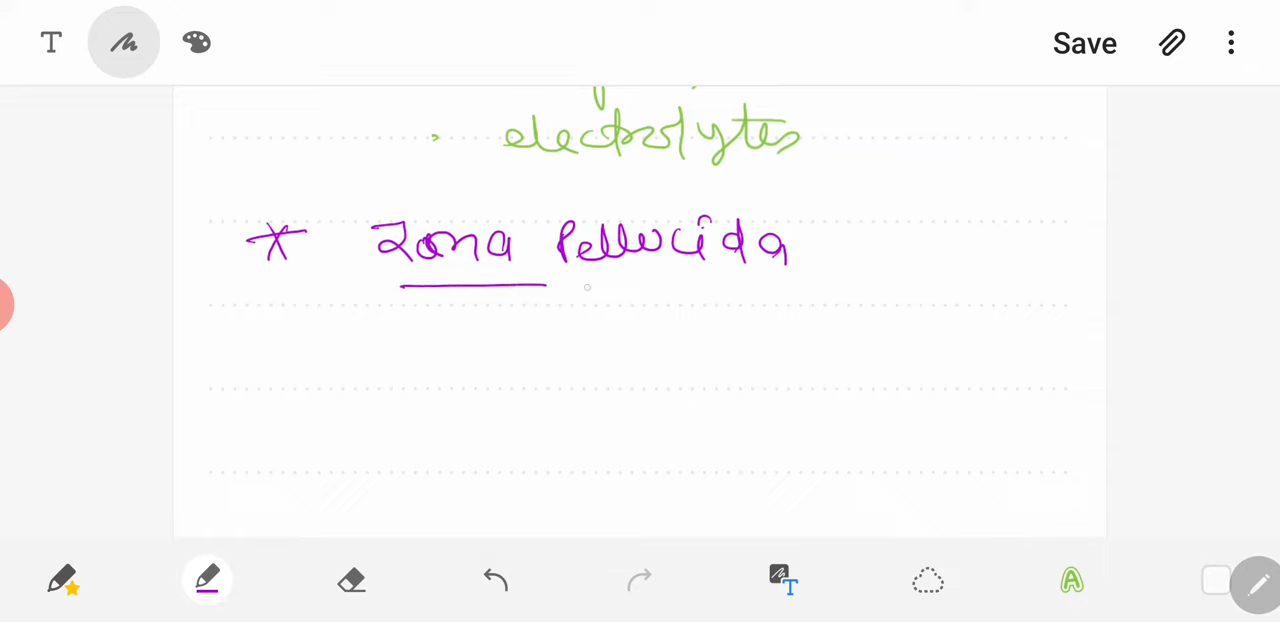 T Save
electrolytes
* Zona Pellucida
T
A